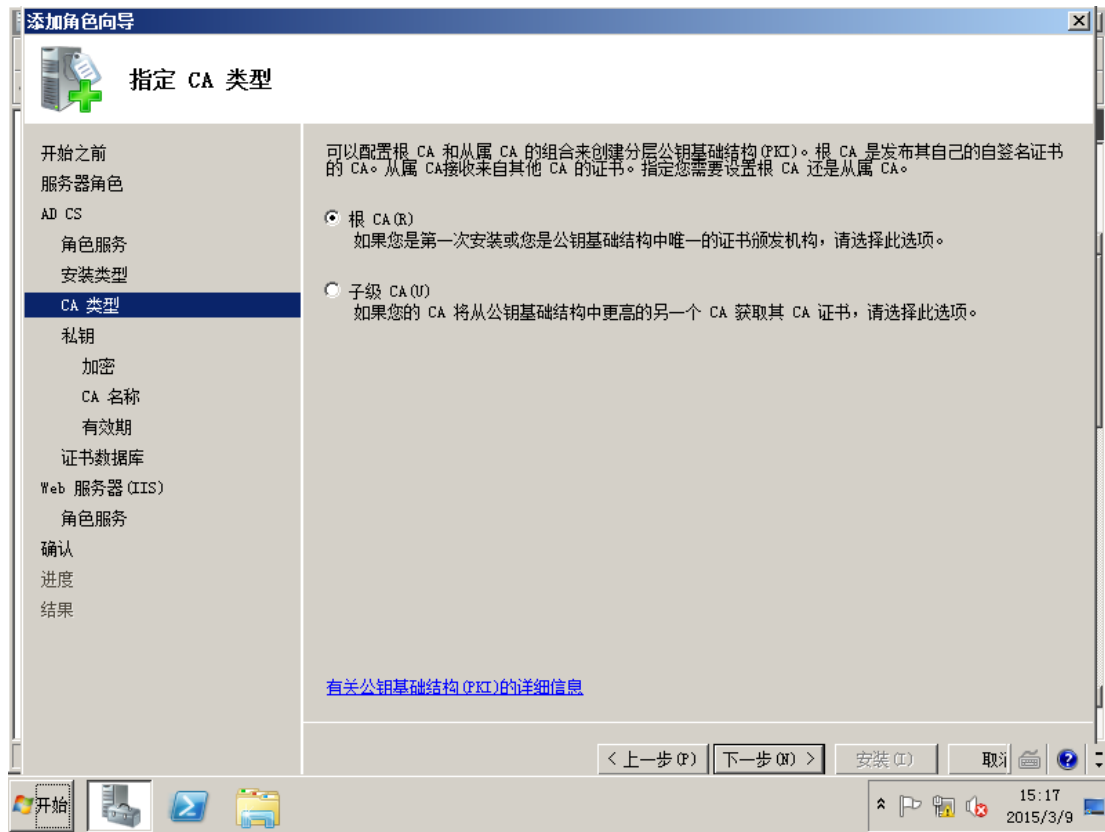 添加角色向导
指定 CA 类型
开始之前
服务器角色
AD CS
角色服务
安装类型
CA 类型
私钥
加密
CA 名称
有效期
证书数据库
Web 服务器(IIS)
角色服务
确认
进度
结果
可以配置根 CA 和从属 CA 的组合来创建分层公钥基础结构(PKI)。根 CA 是发布其自己的自签名证书
的 CA。从属 CA接收来自其他 CA 的证书。指定您需要设置根 CA 还是从属 CA。
根 CA(R)
如果您是第一次安装或您是公钥基础结构中唯一的证书颁发机构，请选择此选项。
子级 CA(U)
如果您的 CA 将从公钥基础结构中更高的另一个 CA 获取其 CA 证书，请选择此选项。
有关公钥基础结构(PKI)的详细信息
< 上一步(P)
下一步(N) >
安装(I)
取消
开始
15:17
2015/3/9